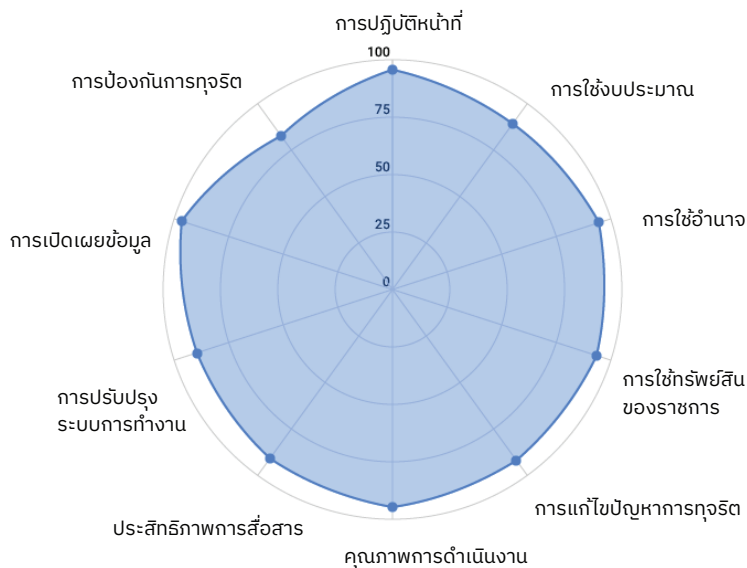 การปฏิบัติหน้าที่
100
การป้องกันการทุจริต
การใช้งบประมาณ
75
50
การใช้อำนาจ
25
การเปิดเผยข้อมูล
0
การใช้ทรัพย์สิน
ของราชการ
การปรับปรุง
ระบบการทำงาน
การแก้ไขปัญหาการทุจริต
ประสิทธิภาพการสื่อสาร
คุณภาพการดำเนินงาน